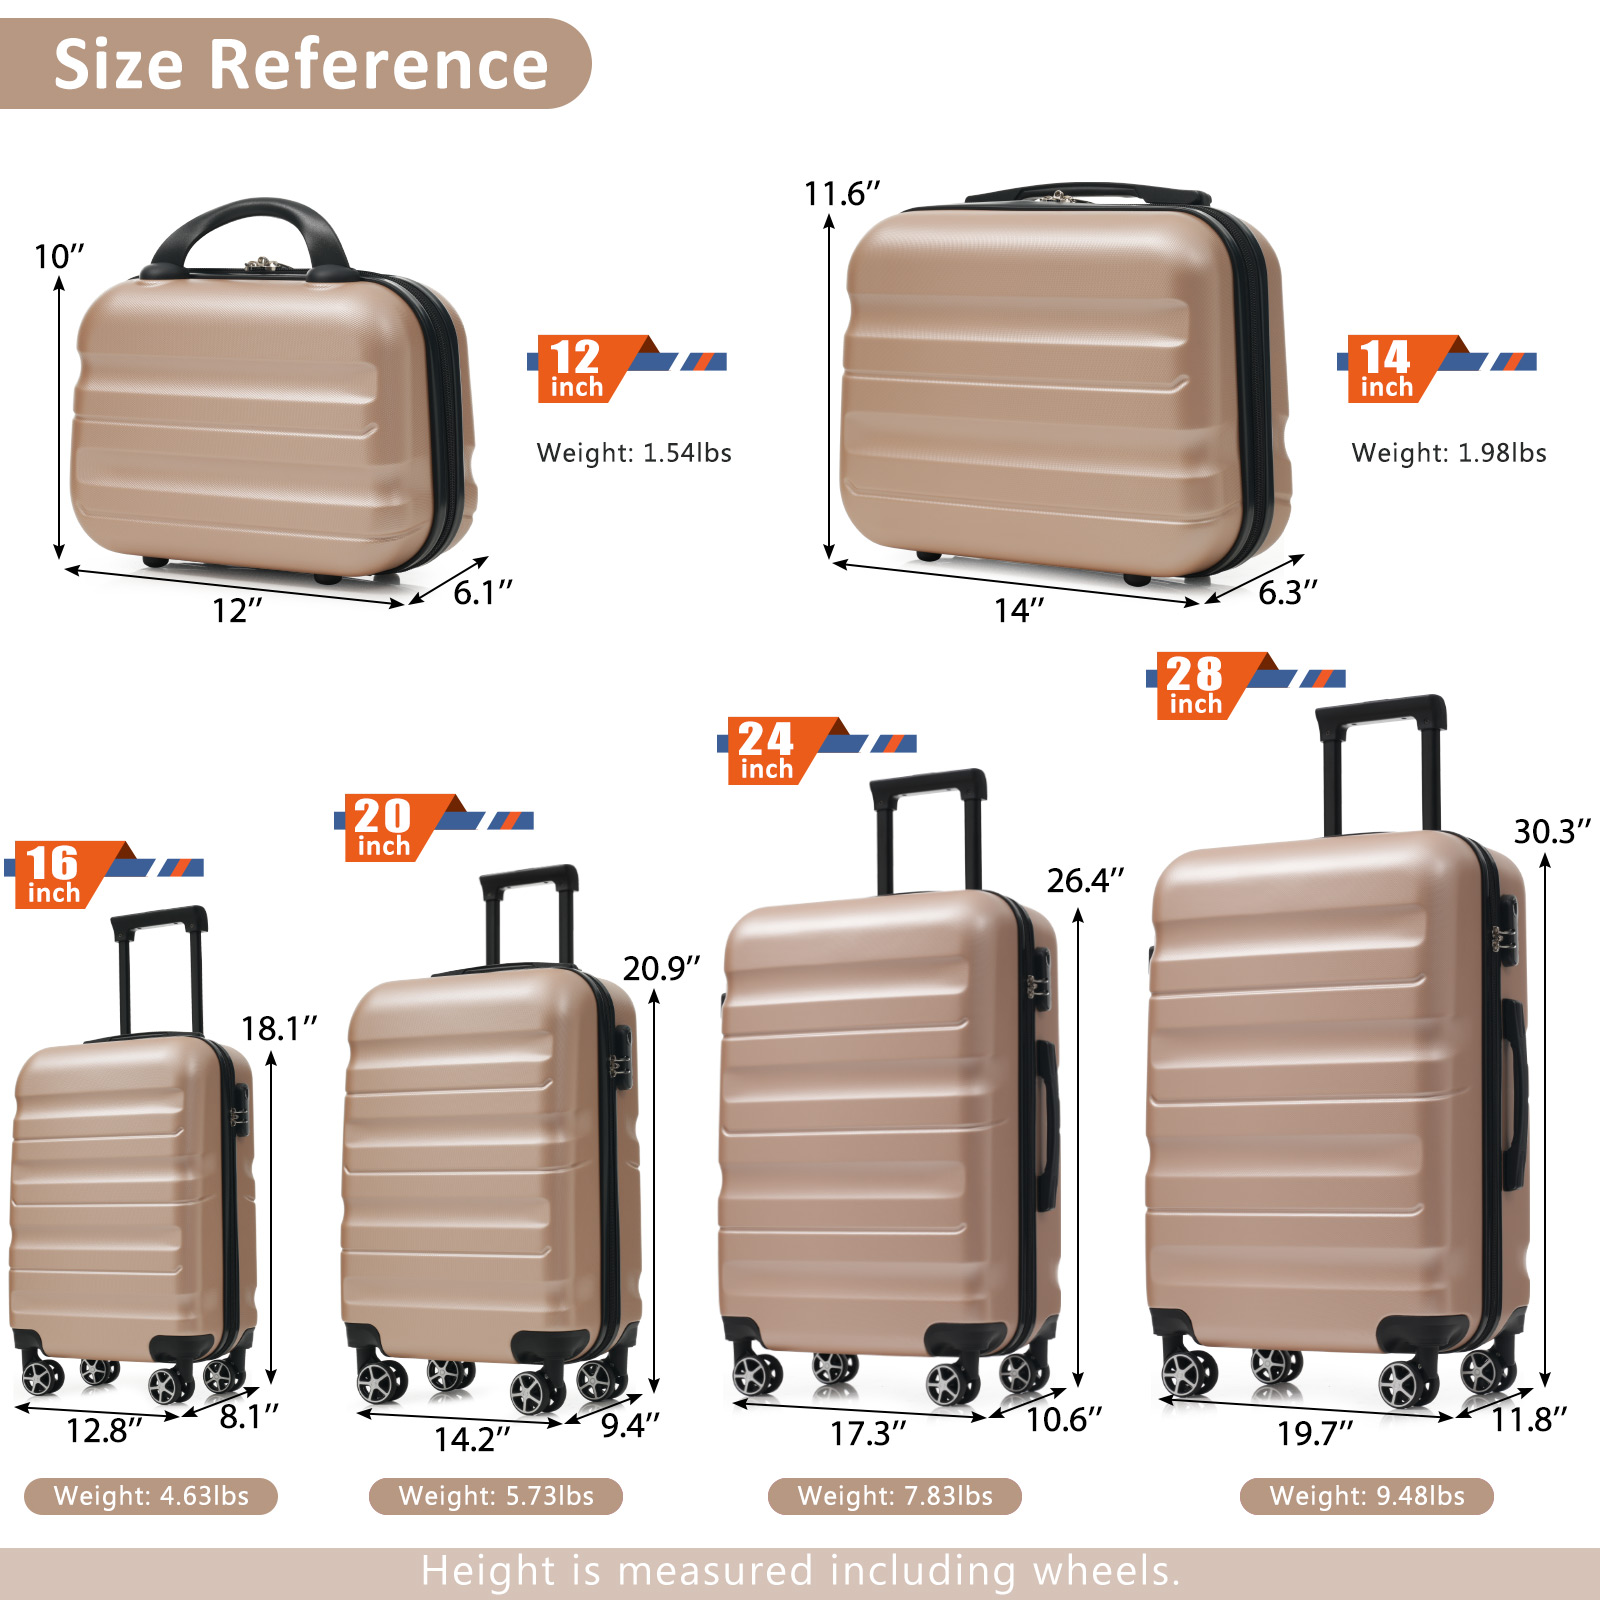 Size Reference
10’’
12’’
6.1’’
12
inch
Weight: 1.54lbs
11.6’’
14’’
6.3’’
14
inch
Weight: 1.98lbs
16
inch
18.1’’
12.8’’
8.1’’
Weight: 4.63lbs
20
inch
20.9’’
14.2’’
9.4’’
Weight: 5.73lbs
24
inch
26.4’’
17.3’’
10.6’’
Weight: 7.83lbs
28
inch
30.3’’
19.7’’
11.8’’
Weight: 9.48lbs
Height is measured including wheels.